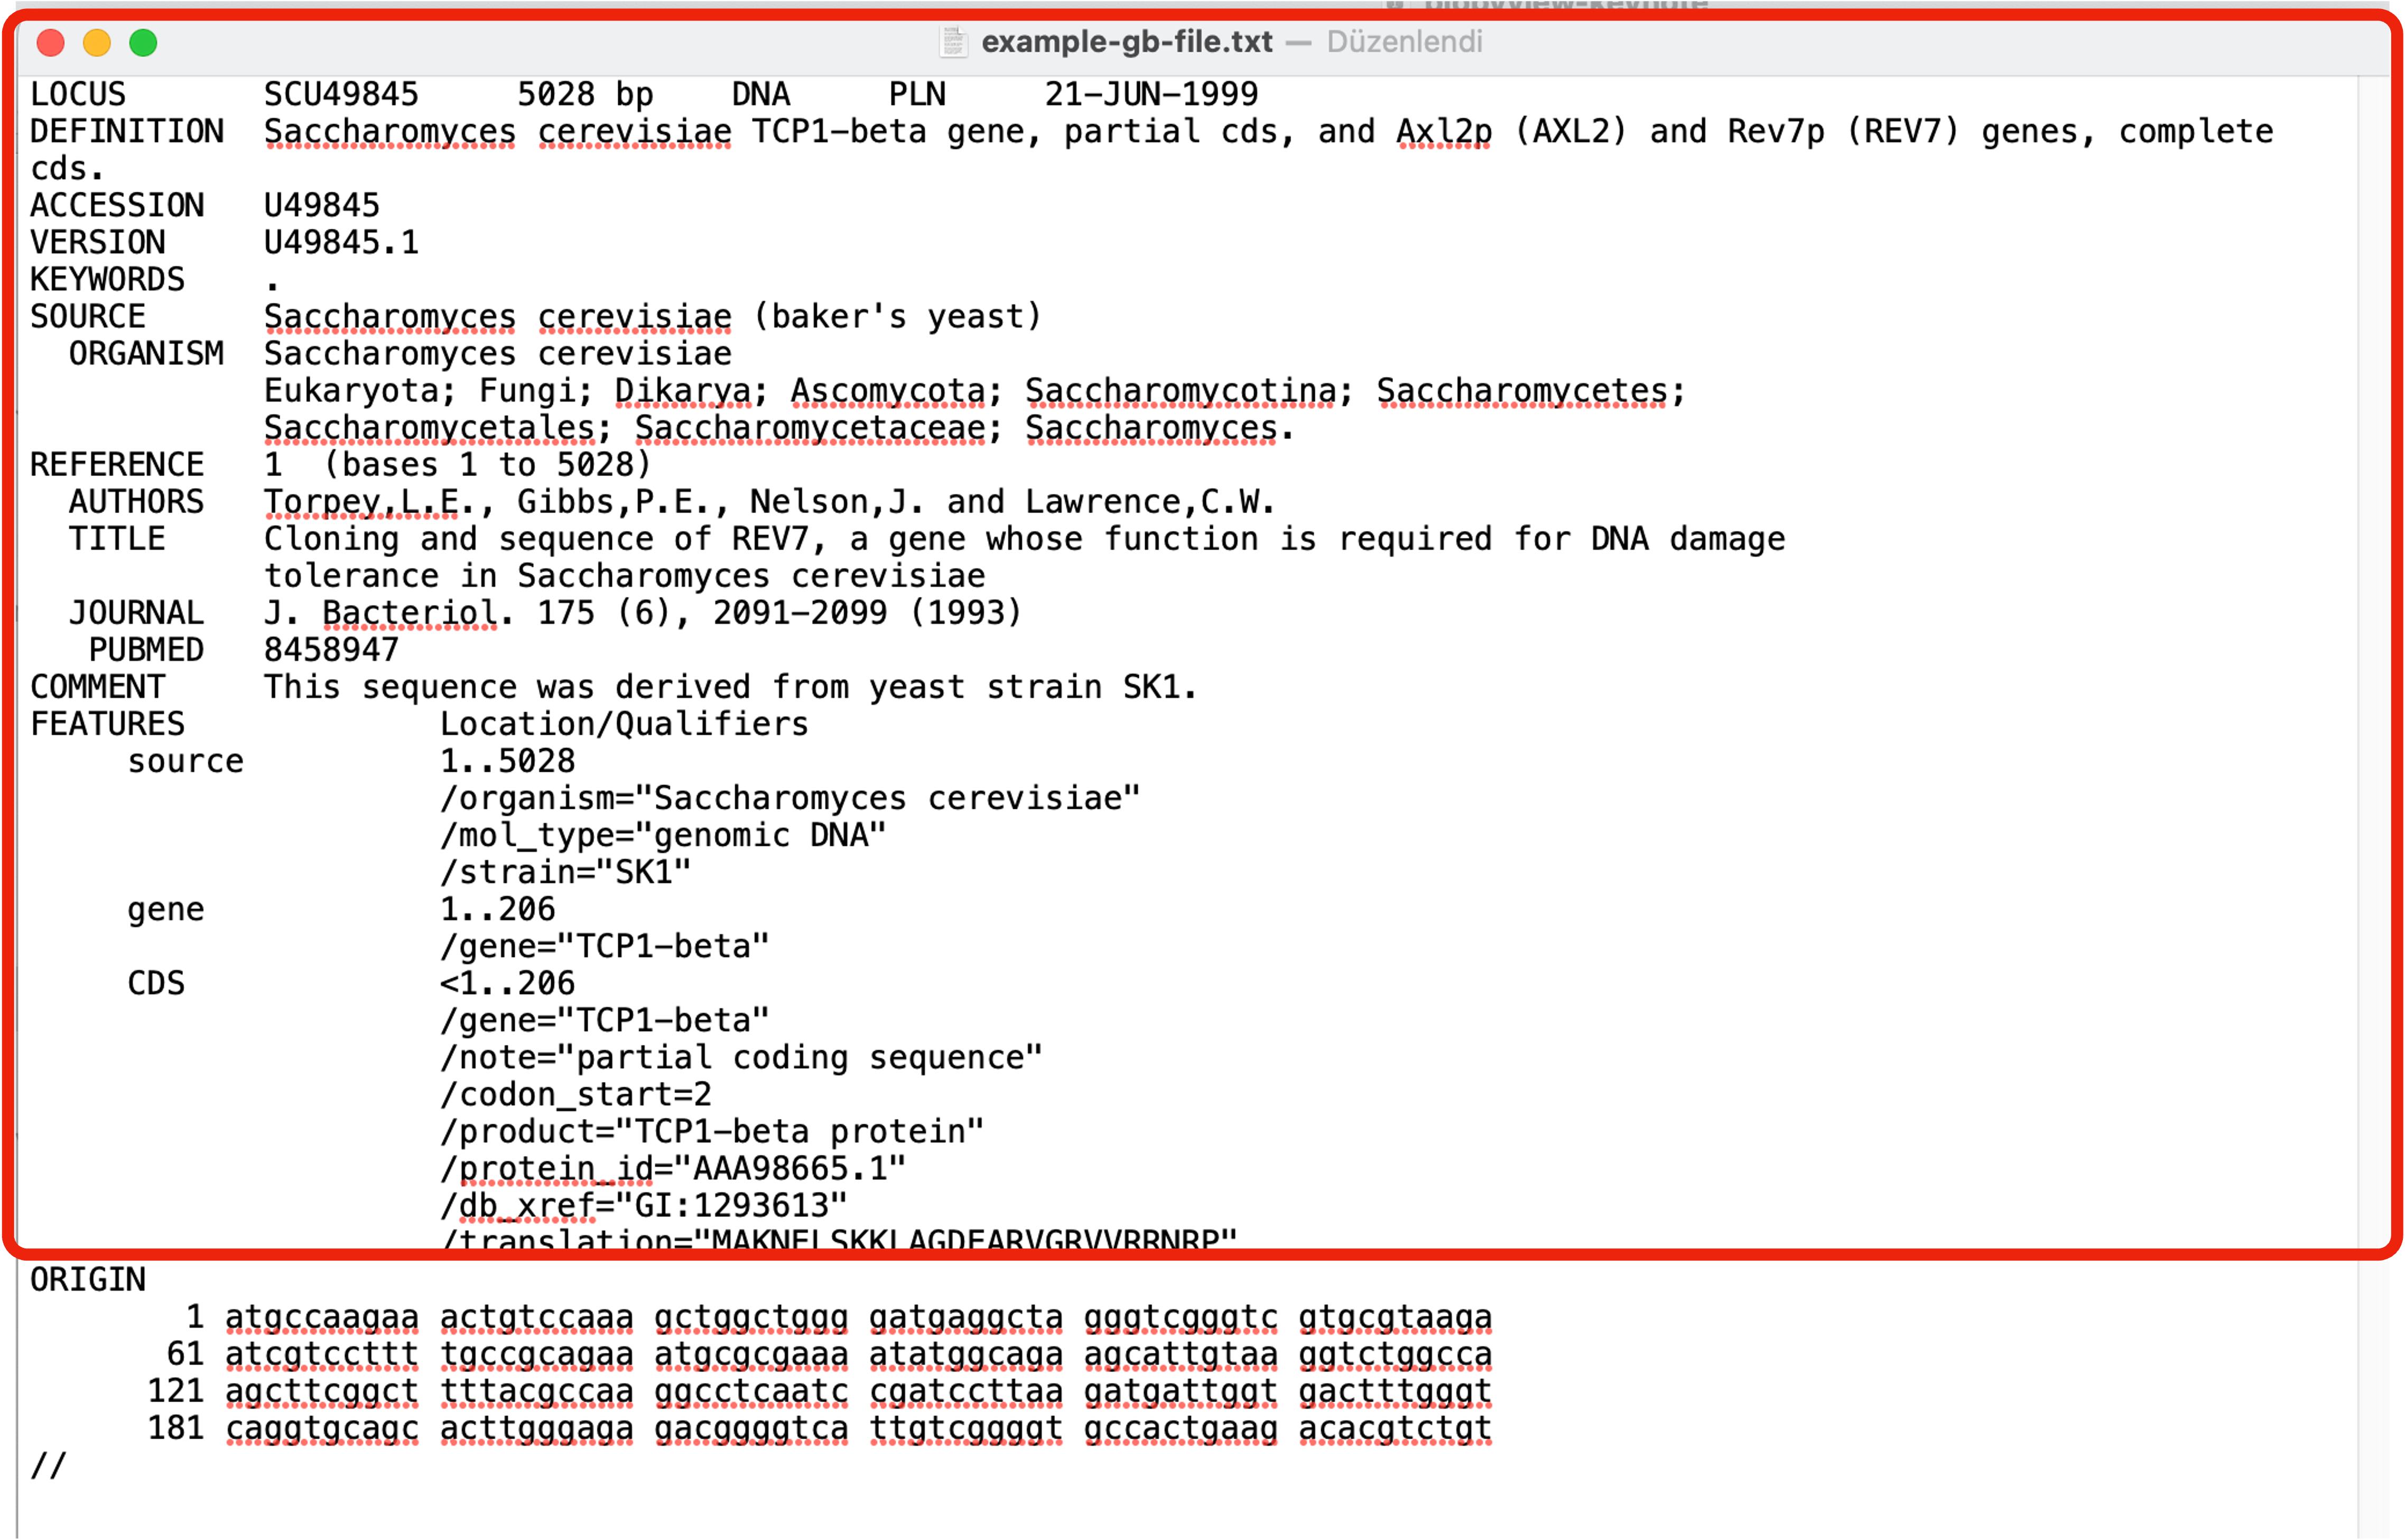 example-gb-file.txt — Düzenlendi
LOCUS       SCU49845     5028 bp    DNA     PLN     21-JUN-1999
DEFINITION  Saccharomyces cerevisiae TCP1-beta gene, partial cds, and Axl2p (AXL2) and Rev7p (REV7) genes, complete
cds.
ACCESSION   U49845
VERSION     U49845.1
KEYWORDS    .
SOURCE      Saccharomyces cerevisiae (baker's yeast)
  ORGANISM  Saccharomyces cerevisiae
            Eukaryota; Fungi; Dikarya; Ascomycota; Saccharomycotina; Saccharomycetes;
            Saccharomycetales; Saccharomycetaceae; Saccharomyces.
REFERENCE   1  (bases 1 to 5028)
  AUTHORS   Torpey,L.E., Gibbs,P.E., Nelson,J. and Lawrence,C.W.
  TITLE     Cloning and sequence of REV7, a gene whose function is required for DNA damage
            tolerance in Saccharomyces cerevisiae
  JOURNAL   J. Bacteriol. 175 (6), 2091-2099 (1993)
   PUBMED   8458947
COMMENT     This sequence was derived from yeast strain SK1.
FEATURES             Location/Qualifiers
     source          1..5028
                     /organism="Saccharomyces cerevisiae"
                     /mol_type="genomic DNA"
                     /strain="SK1"
     gene            1..206
                     /gene="TCP1-beta"
     CDS             <1..206
                     /gene="TCP1-beta"
                     /note="partial coding sequence"
                     /codon_start=2
                     /product="TCP1-beta protein"
                     /protein_id="AAA98665.1"
                     /db_xref="GI:1293613"
                     /translation="MAKNELSKKLAGDEARVGRVVRRNRP"
ORIGIN
        1 atgccaagaa actgtccaaa gctggctggg gatgaggcta gggtcgggtc gtgcgtaaga
       61 atcgtccttt tgccgcagaa atgcgcgaaa atatggcaga agcattgtaa ggtctggcca
      121 agcttcggct tttacgccaa ggcctcaatc cgatccttaa gatgattggt gactttgggt
      181 caggtgcagc acttgggaga gacggggtca ttgtcggggt gccactgaag acacgtctgt
//